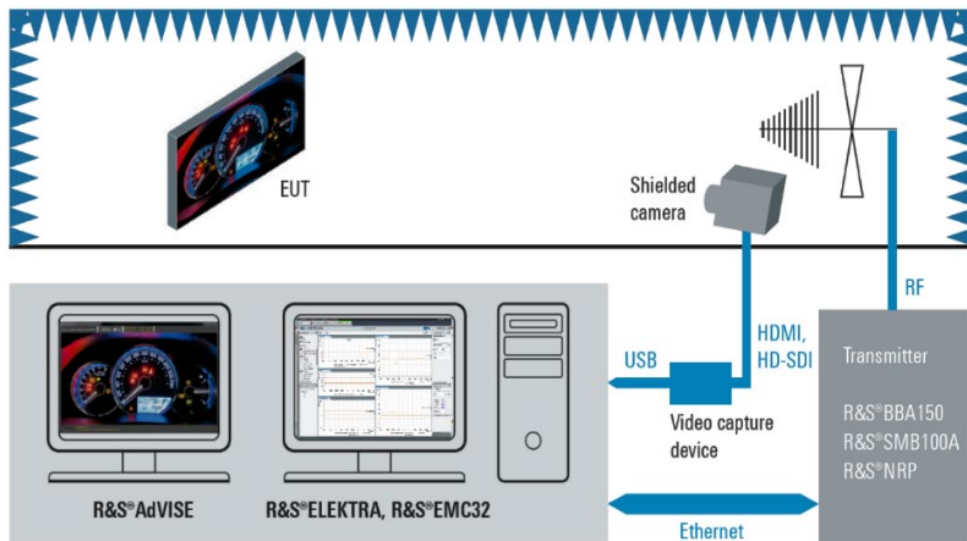 EUT
Shielded
camera
RF
HDMI,
HD-SDI
USB
Video capture
device
Transmitter
R&S®BBA150
R&S®SMB100A
R&S®NRP
R&S®AdVISE
R&S®ELEKTRA, R&S®EMC32
Ethernet